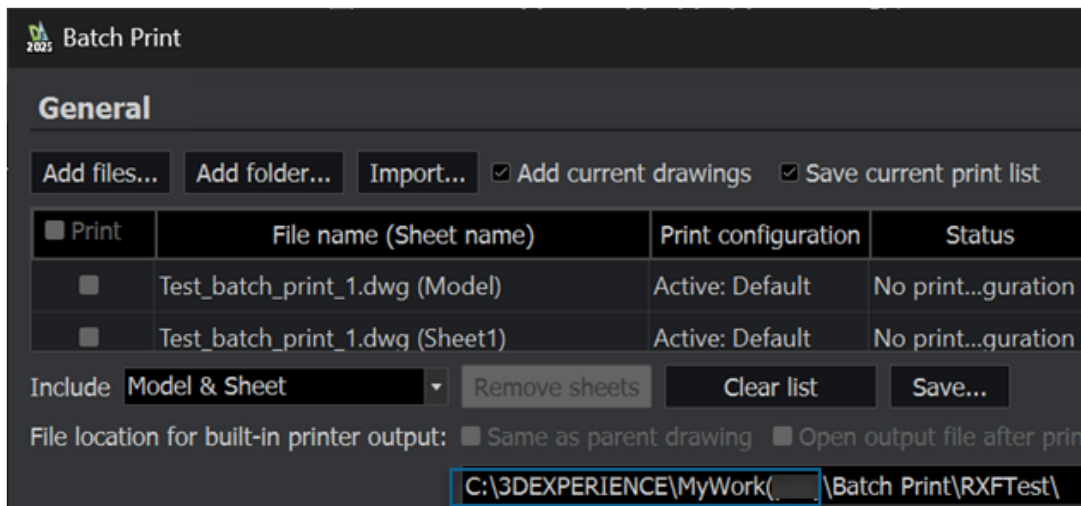 2025 Batch Print
General
Add files... Add folder... Import... Add current drawings Save current print list
Print File name (Sheet name) Print configuration Status
Test_batch_print_1.dwg (Model) Active: Default No print...guration
Test_batch_print_1.dwg (Sheet1) Active: Default No print...guration
Include Model & Sheet Remove sheets Clear list Save...
File location for built-in printer output: Same as parent drawing Open output file after prin
C:\3DEXPERIENCE\MyWork( \Batch Print\RXFTest\